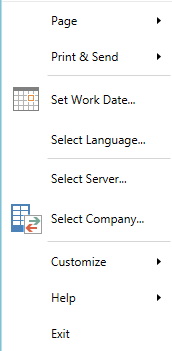 Page
Print & Send
Set Work Date...
Select Language...
Select Server...
Select Company...
Customize
Help
Exit